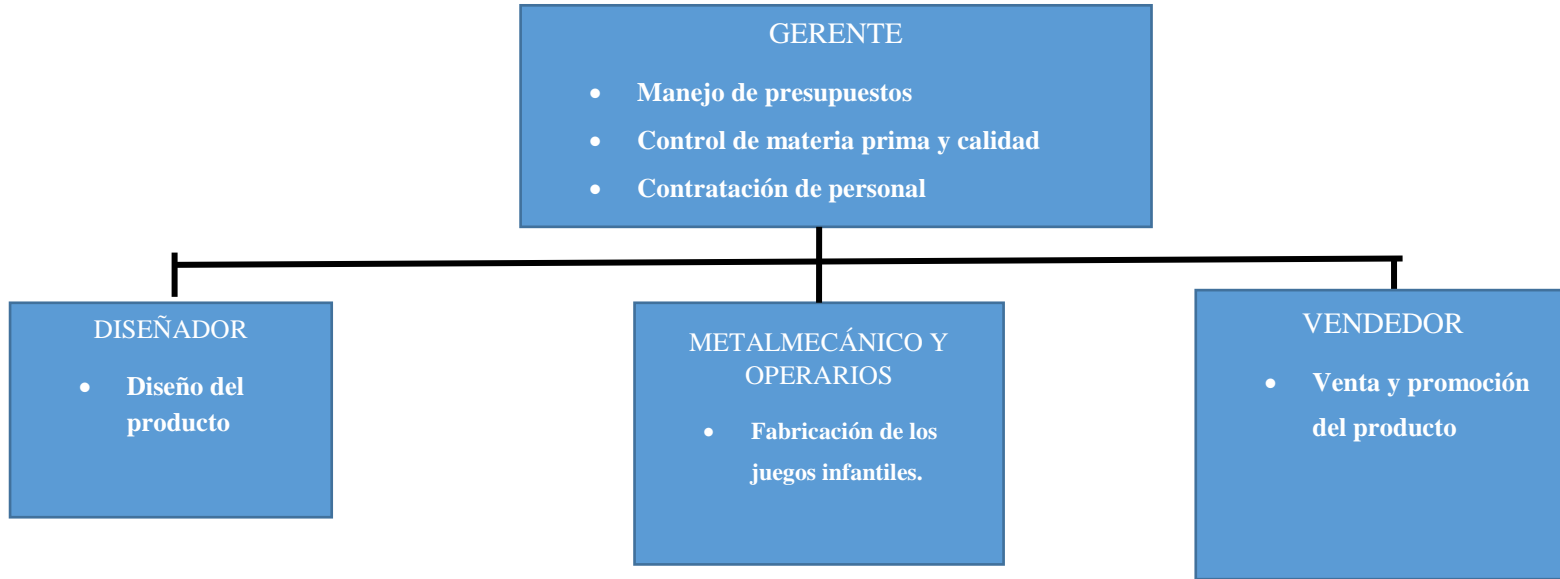 GERENTE
• Manejo de presupuestos
• Control de materia prima y calidad
• Contratación de personal
DISEÑADOR
• Diseño del
producto
METALMECÁNICO Y
OPERARIOS
• Fabricación de los
juegos infantiles.
VENDEDOR
• Venta y promoción
del producto